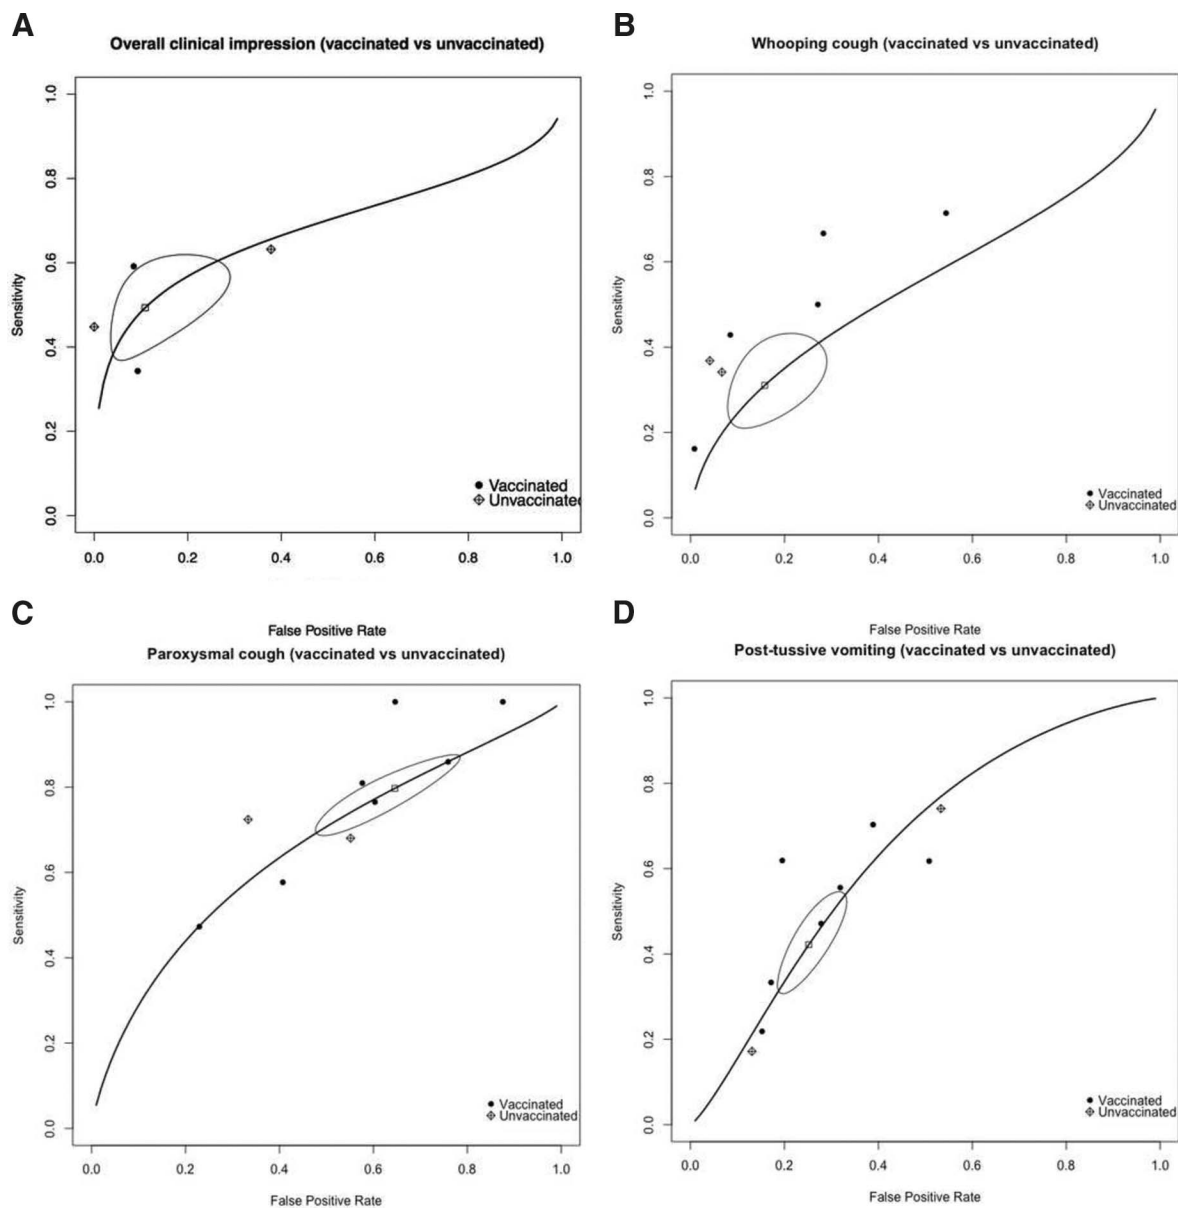 A
Overall clinical impression (vaccinated vs unvaccinated)
Sensitivity
1.0
0.8
0.6
0.4
0.2
0.0
Vaccinated
Unvaccinated
0.0 0.2 0.4 0.6 0.8 1.0
False Positive Rate
B
Whooping cough (vaccinated vs unvaccinated)
Sensitivity
1.0
0.8
0.6
0.4
0.2
0.0
Vaccinated
Unvaccinated
0.0 0.2 0.4 0.6 0.8 1.0
False Positive Rate
C
Paroxysmal cough (vaccinated vs unvaccinated)
Sensitivity
1.0
0.8
0.6
0.4
0.2
0.0
Vaccinated
Unvaccinated
0.0 0.2 0.4 0.6 0.8 1.0
False Positive Rate
D
Post-tussive vomiting (vaccinated vs unvaccinated)
Sensitivity
1.0
0.8
0.6
0.4
0.2
0.0
Vaccinated
Unvaccinated
0.0 0.2 0.4 0.6 0.8 1.0
False Positive Rate